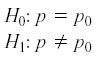 H₀: p = p₀
H₁: p ≠ p₀